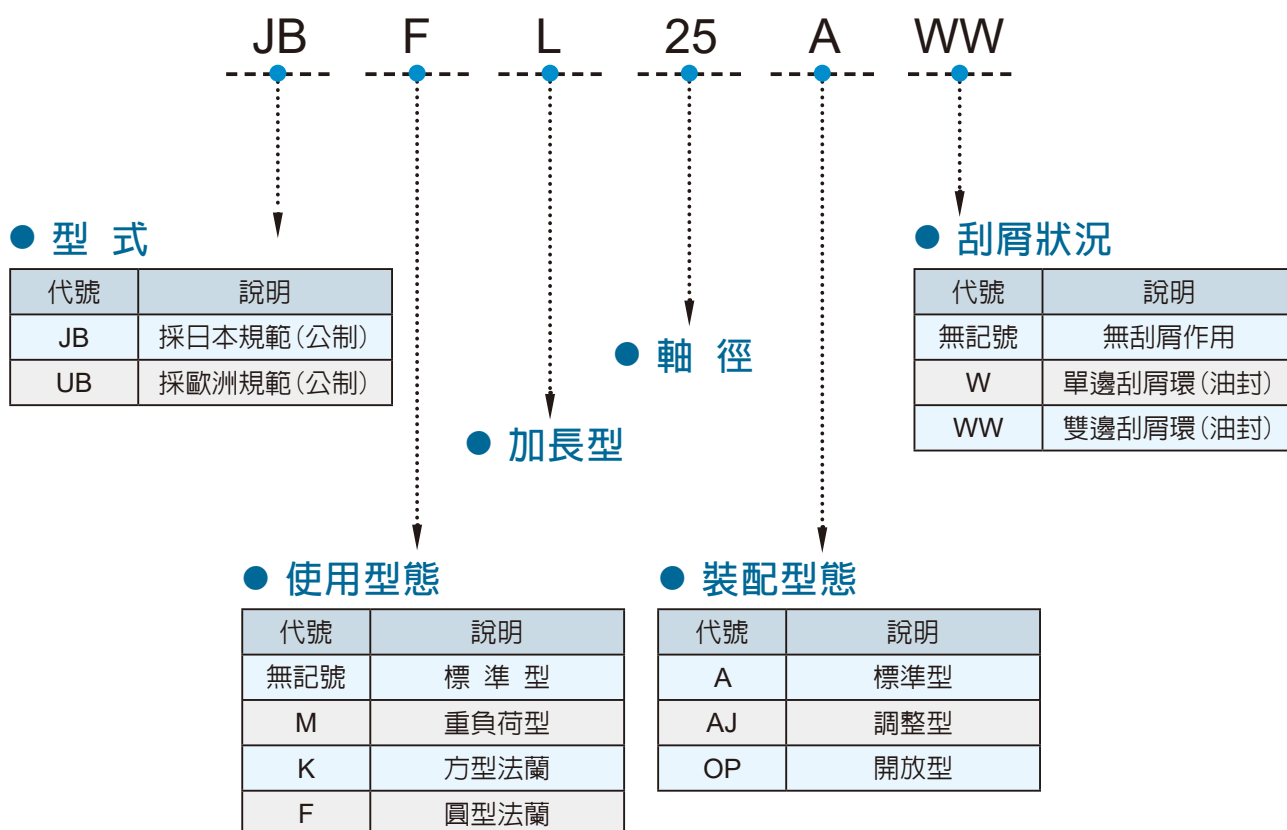 JB F L 25 A WW
● 型 式
代號 說明
JB 採日本規範(公制)
UB 採歐洲規範(公制)
● 刮屑狀況
代號 說明
無記號 無刮屑作用
W 單邊刮屑環(油封)
WW 雙邊刮屑環(油封)
● 軸 徑
● 加長型
● 使用型態
代號 說明
無記號 標 準 型
M 重負荷型
K 方型法蘭
F 圓型法蘭
● 裝配型態
代號 說明
A 標準型
AJ 調整型
OP 開放型